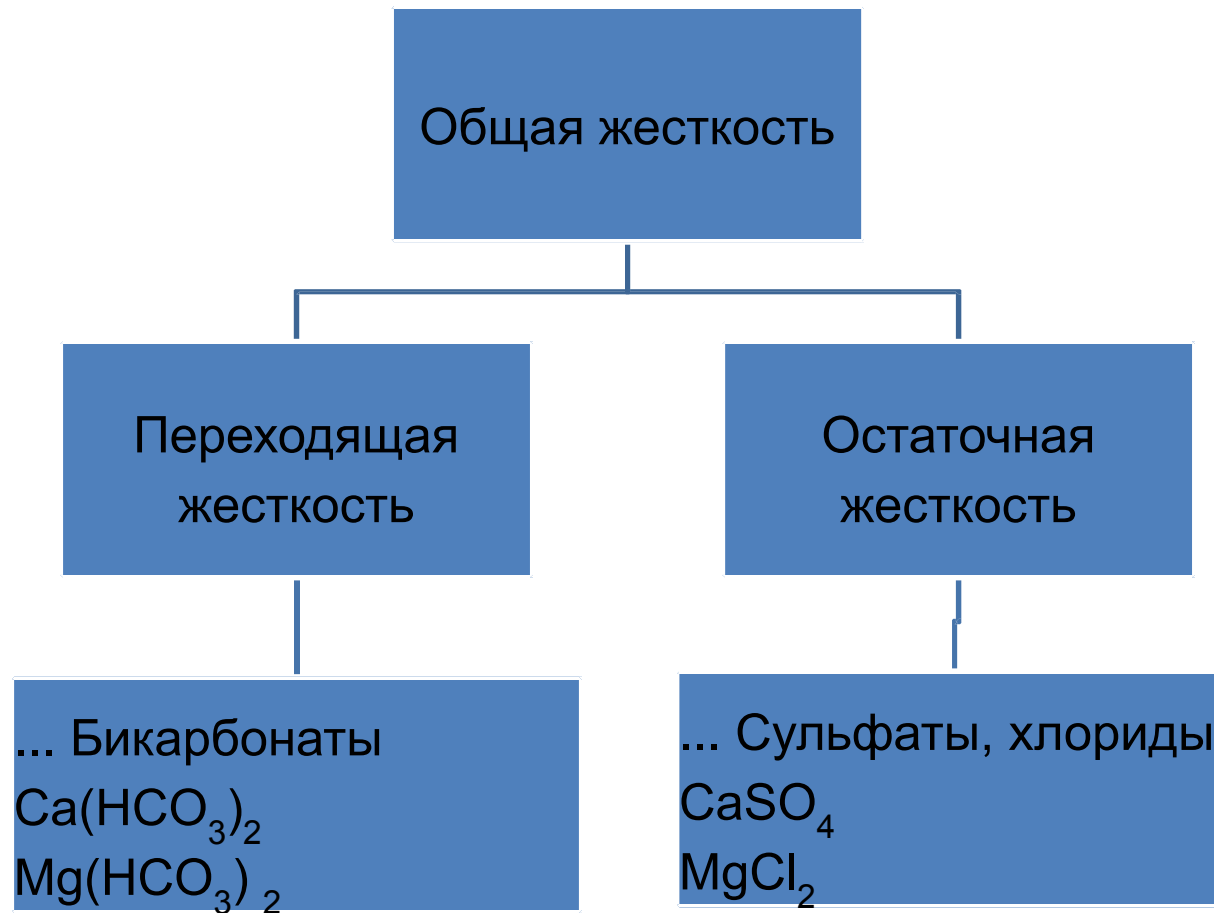 Общая жесткость
Переходящая
жесткость
Остаточная
жесткость
... Бикарбонаты
Ca(HCO₃)₂
Mg(HCO₃) ₂
... Сульфаты, хлориды
CaSO₄
MgCl₂